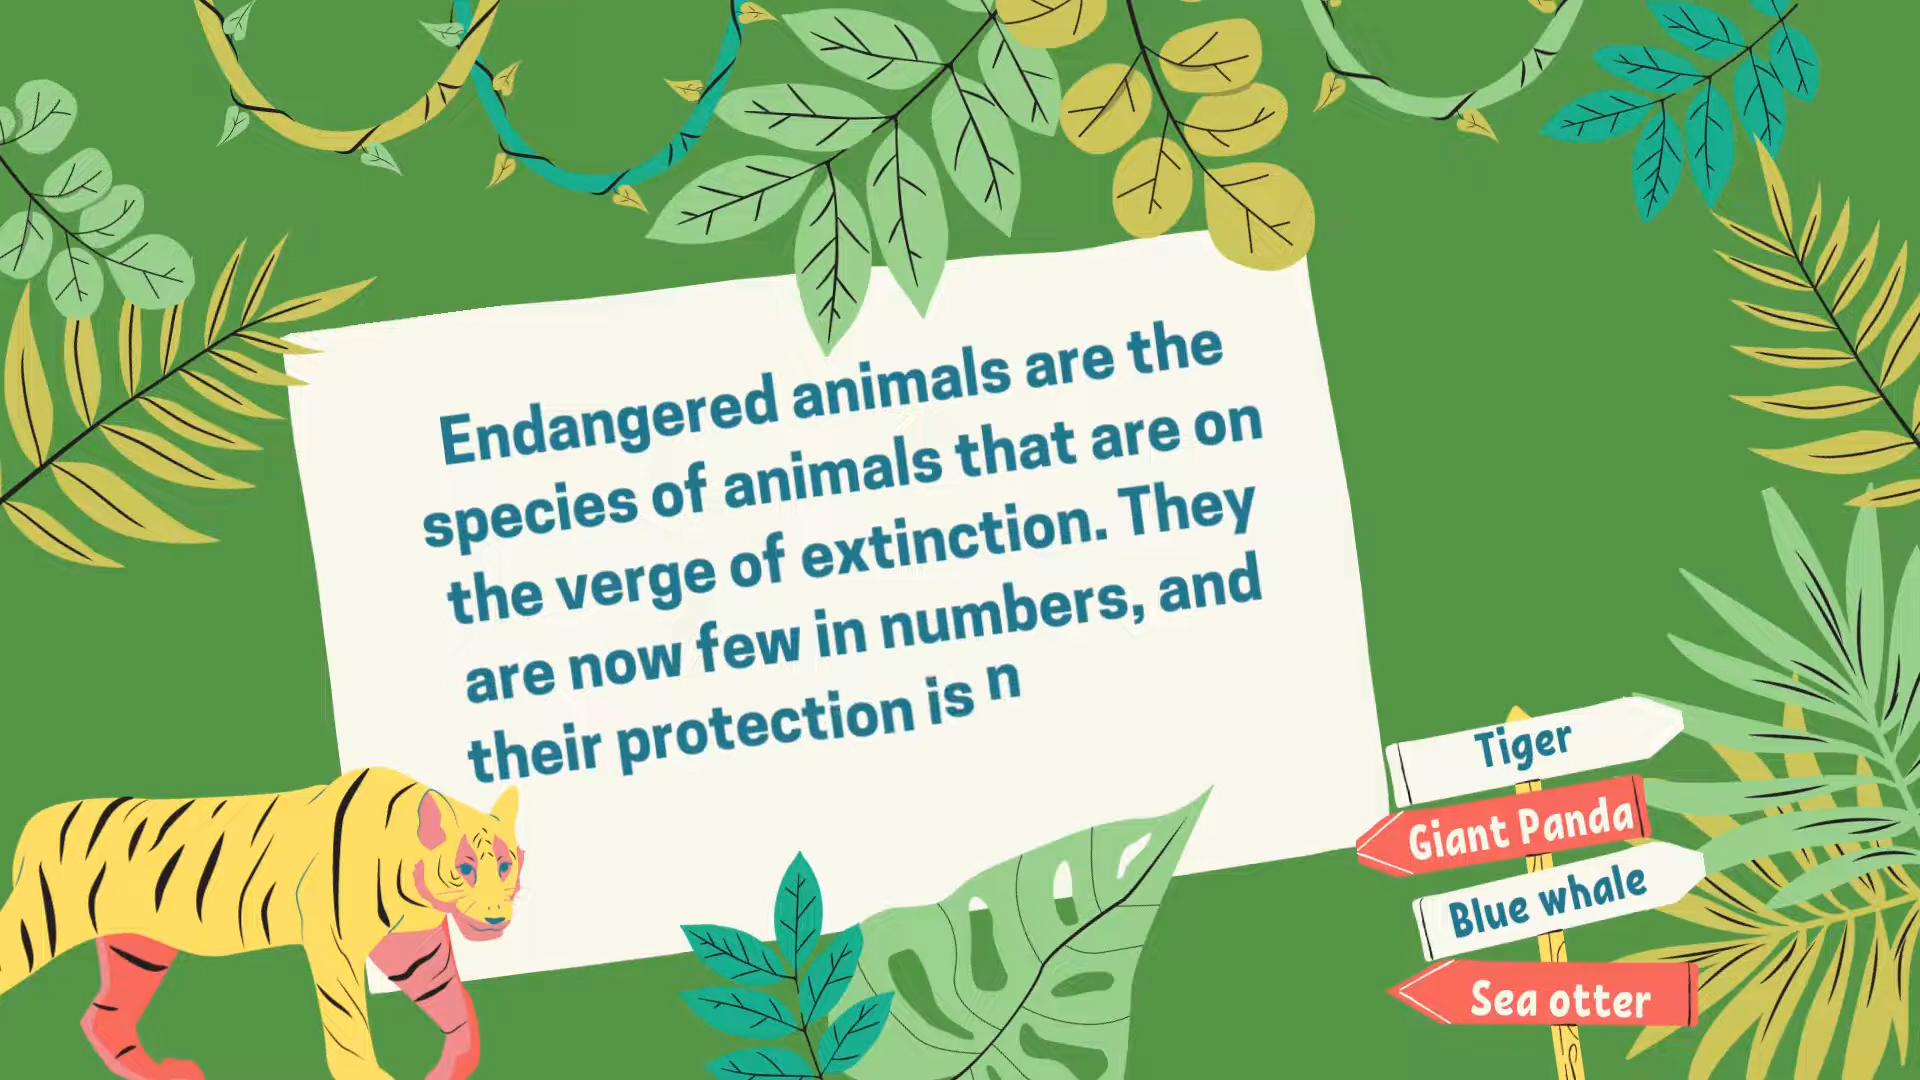 Endangered animals are the
species of animals that are on
the verge of extinction. They
are now few in numbers, and
their protection is n
Tiger
Giant Panda
Blue whale
Sea otter